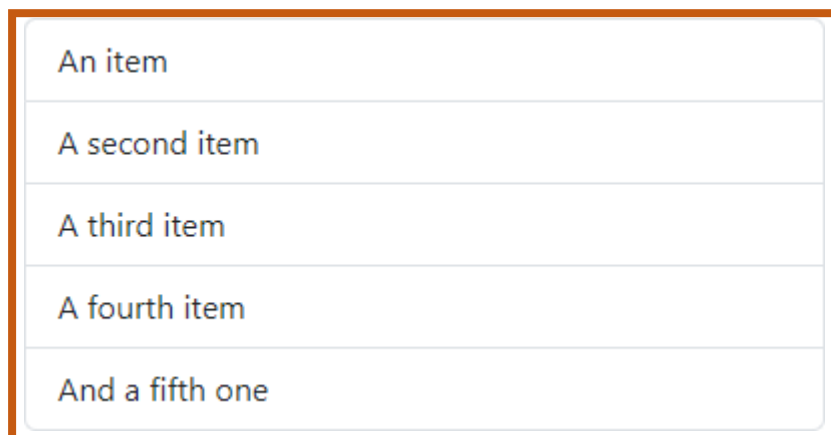 An item
A second item
A third item
A fourth item
And a fifth one